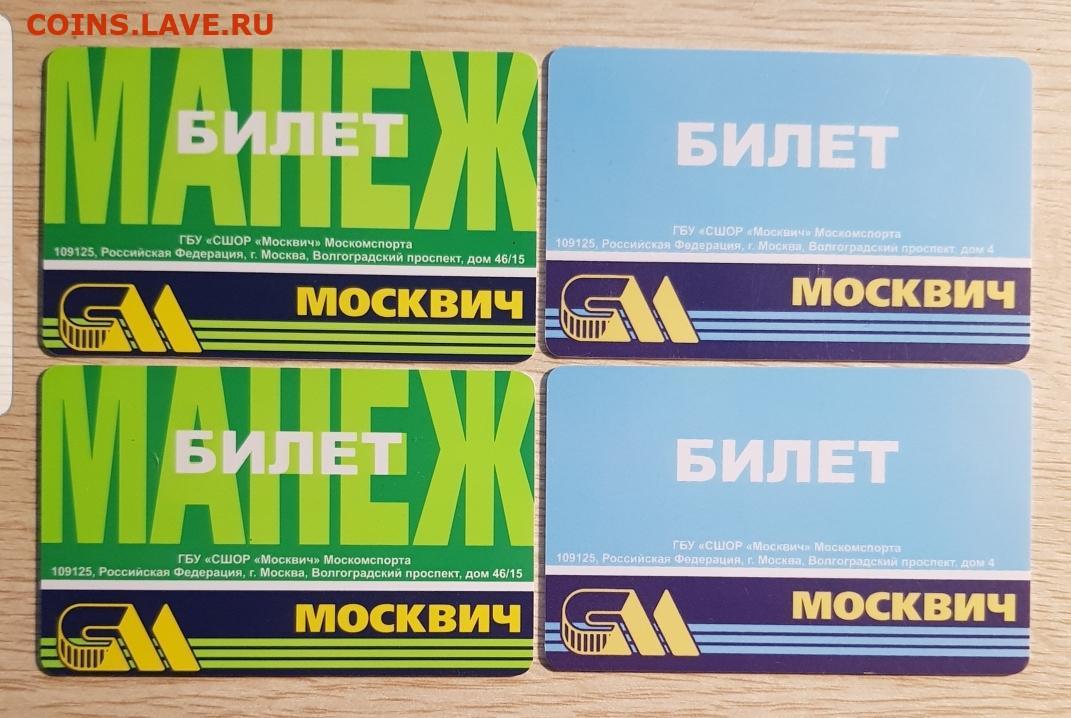 COINS.LAVE.RU
МАНЕЖ
БИЛЕТ
ГБУ «СШОР «Москвич» Москомспорта
109125, Российская Федерация, г. Москва, Волгоградский проспект, дом 46/15
МОСКВИЧ
БИЛЕТ
ГБУ «СШОР «Москвич» Москомспорта
109125, Российская Федерация, г. Москва, Волгоградский проспект, дом 4
МОСКВИЧ
МАНЕЖ
БИЛЕТ
ГБУ «СШОР «Москвич» Москомспорта
109125, Российская Федерация, г. Москва, Волгоградский проспект, дом 46/15
МОСКВИЧ
БИЛЕТ
ГБУ «СШОР «Москвич» Москомспорта
109125, Российская Федерация, г. Москва, Волгоградский проспект, дом 4
МОСКВИЧ